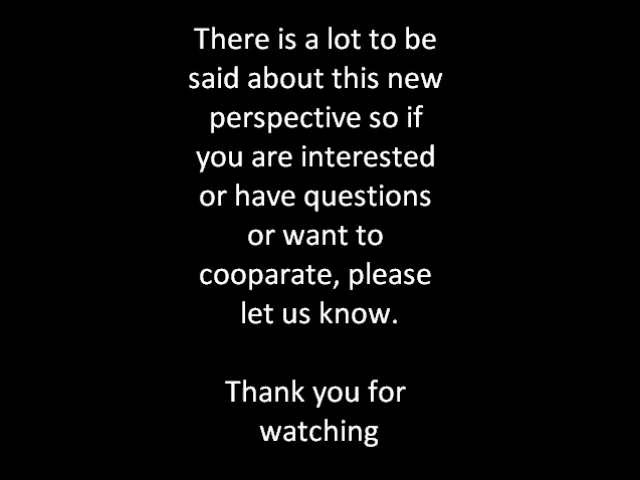 There is a lot to be
said about this new
perspective so if
you are interested
or have questions
or want to
cooparate, please
let us know.
Thank you for
watching